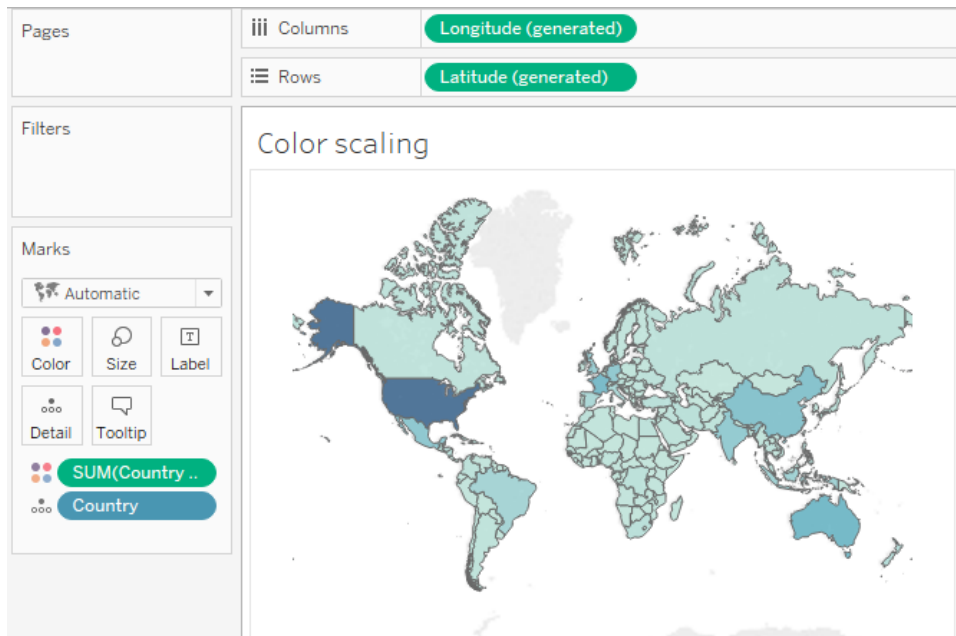 Pages
Columns
Longitude (generated)
Rows
Latitude (generated)
Filters
Color scaling
Marks
Automatic
Color
Size
T
Label
Detail
Tooltip
SUM(Country ..
Country